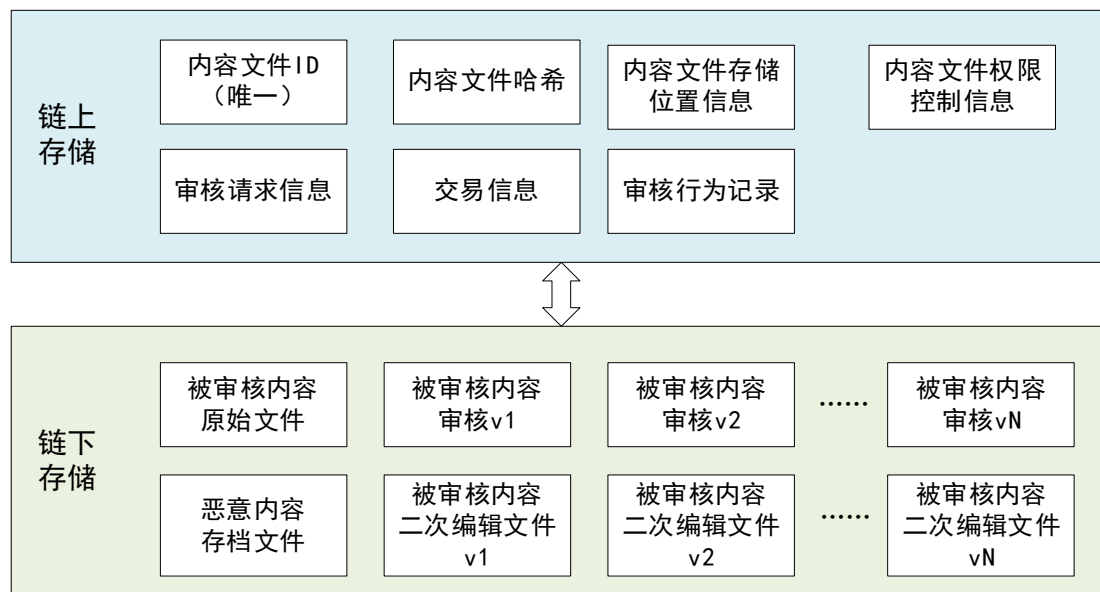 链上
存储
内容文件ID
（唯一）
内容文件哈希
内容文件存储
位置信息
内容文件权限
控制信息
审核请求信息
交易信息
审核行为记录
链下
存储
被审核内容
原始文件
被审核内容
审核v1
被审核内容
审核v2
……
被审核内容
审核vN
恶意内容
存档文件
被审核内容
二次编辑文件
v1
被审核内容
二次编辑文件
v2
……
被审核内容
二次编辑文件
vN